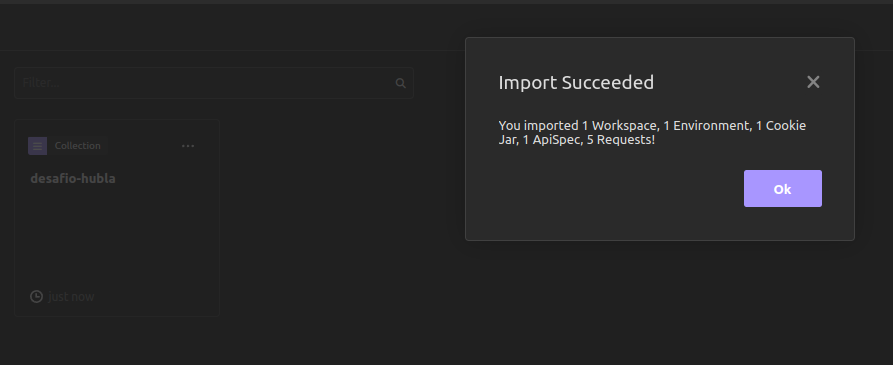 Filter...
Import Succeeded
You imported 1 Workspace, 1 Environment, 1 Cookie
Jar, 1 ApiSpec, 5 Requests!
Ok
Collection
desafio-hubla
just now